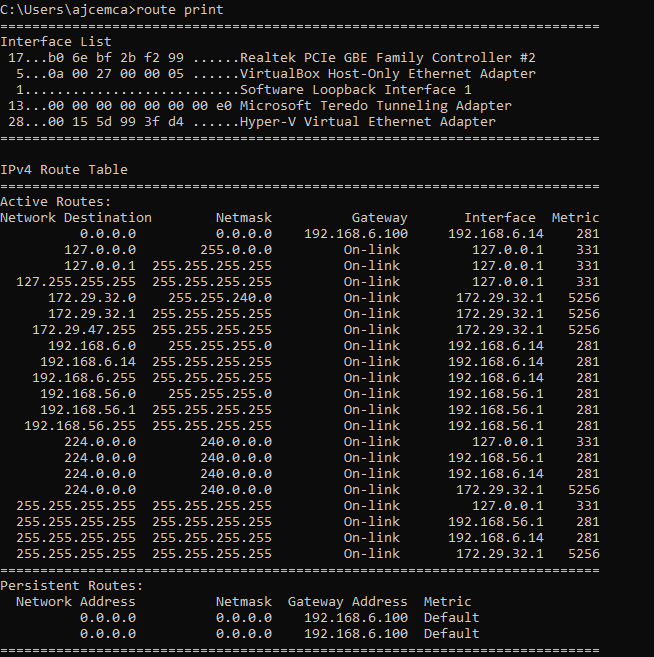 C:\Users\ajcemca>route print
===========================================================================
Interface List
 17...b0 6e bf 2b f2 99 ......Realtek PCIe GBE Family Controller #2
  5...0a 00 27 00 00 05 ......VirtualBox Host-Only Ethernet Adapter
  1...........................Software Loopback Interface 1
 13...00 00 00 00 00 00 00 e0 Microsoft Teredo Tunneling Adapter
 28...00 15 5d 99 3f d4 ......Hyper-V Virtual Ethernet Adapter
===========================================================================

IPv4 Route Table
===========================================================================
Active Routes:
Network Destination        Netmask          Gateway       Interface  Metric
          0.0.0.0          0.0.0.0    192.168.6.100     192.168.6.14    281
        127.0.0.0        255.0.0.0         On-link         127.0.0.1    331
        127.0.0.1  255.255.255.255         On-link         127.0.0.1    331
  127.255.255.255  255.255.255.255         On-link         127.0.0.1    331
      172.29.32.0    255.255.240.0         On-link       172.29.32.1   5256
      172.29.32.1  255.255.255.255         On-link       172.29.32.1   5256
    172.29.47.255  255.255.255.255         On-link       172.29.32.1   5256
      192.168.6.0    255.255.255.0         On-link      192.168.6.14    281
     192.168.6.14  255.255.255.255         On-link      192.168.6.14    281
    192.168.6.255  255.255.255.255         On-link      192.168.6.14    281
     192.168.56.0    255.255.255.0         On-link      192.168.56.1    281
     192.168.56.1  255.255.255.255         On-link      192.168.56.1    281
   192.168.56.255  255.255.255.255         On-link      192.168.56.1    281
        224.0.0.0        240.0.0.0         On-link         127.0.0.1    331
        224.0.0.0        240.0.0.0         On-link      192.168.56.1    281
        224.0.0.0        240.0.0.0         On-link      192.168.6.14    281
        224.0.0.0        240.0.0.0         On-link       172.29.32.1   5256
  255.255.255.255  255.255.255.255         On-link         127.0.0.1    331
  255.255.255.255  255.255.255.255         On-link      192.168.56.1    281
  255.255.255.255  255.255.255.255         On-link      192.168.6.14    281
  255.255.255.255  255.255.255.255         On-link       172.29.32.1   5256
===========================================================================
Persistent Routes:
  Network Address          Netmask  Gateway Address  Metric
          0.0.0.0          0.0.0.0    192.168.6.100  Default
          0.0.0.0          0.0.0.0    192.168.6.100  Default
===========================================================================